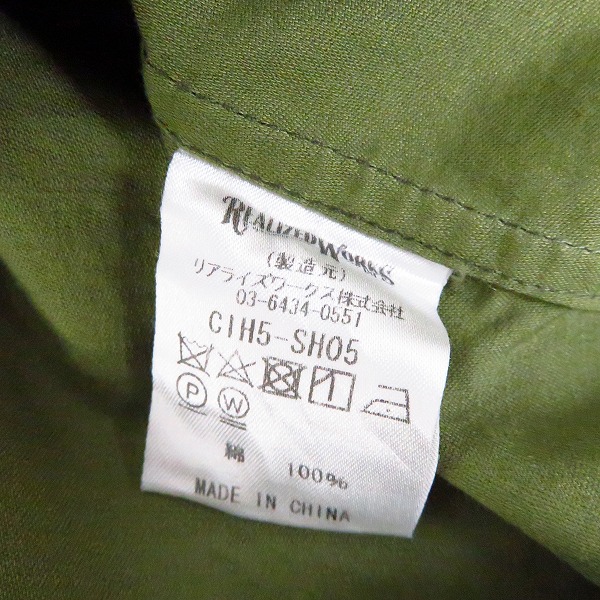 REALIZEDWORKS
(製造元)
リアライズワークス株式会社
03-6434-0551
CIH5-SH05
P W
綿 100%
MADE IN CHINA